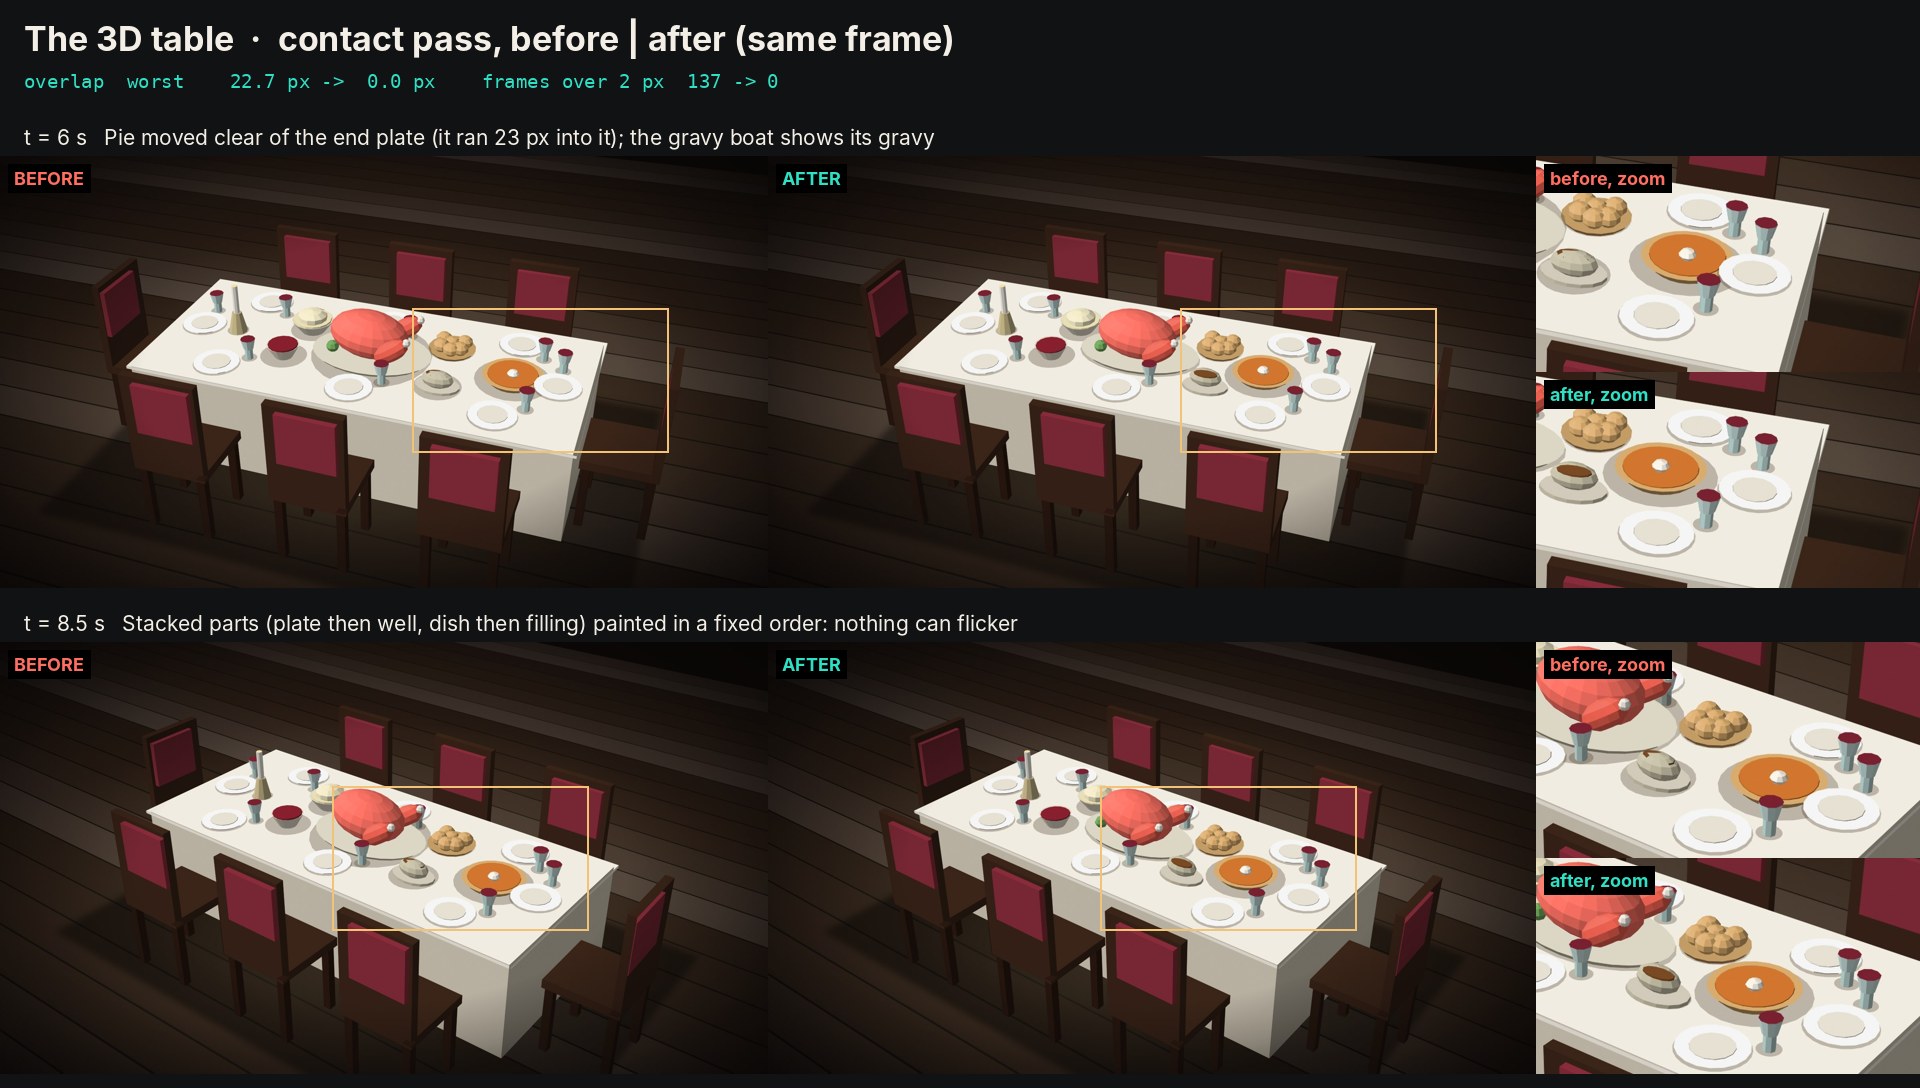 The 3D table · contact pass, before | after (same frame)
overlap worst 22.7 px -> 0.0 px frames over 2 px 137 -> 0
t = 6 s Pie moved clear of the end plate (it ran 23 px into it); the gravy boat shows its gravy
BEFORE
AFTER
before, zoom
after, zoom
t = 8.5 s Stacked parts (plate then well, dish then filling) painted in a fixed order: nothing can flicker
BEFORE
AFTER
before, zoom
after, zoom